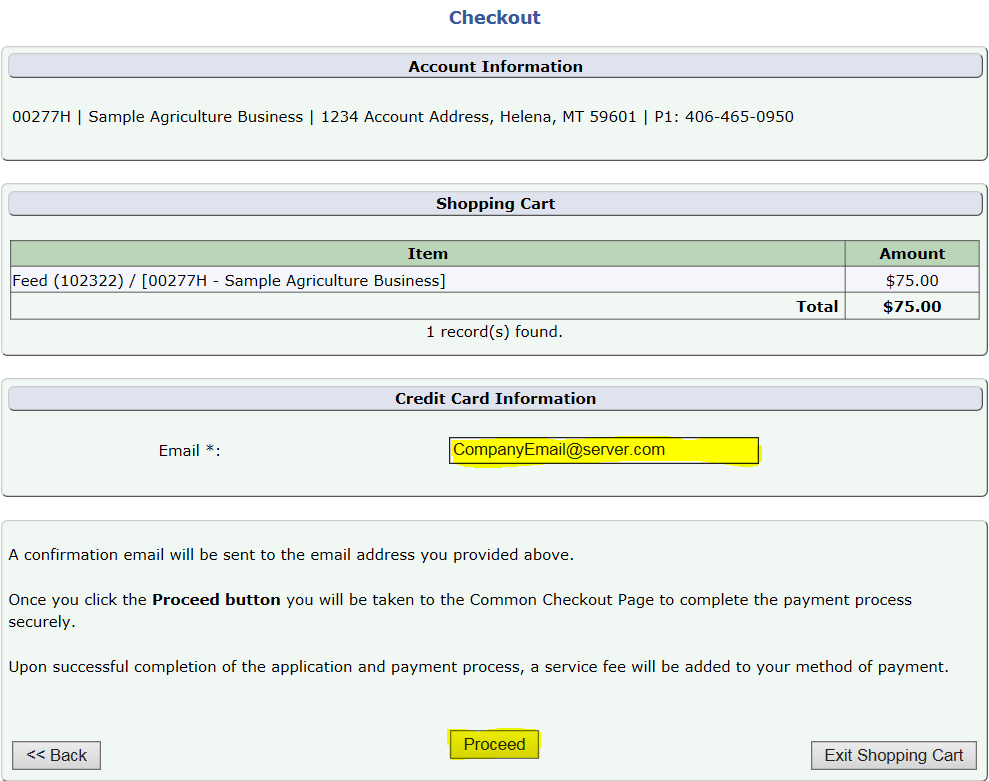 Checkout
Account Information
00277H | Sample Agriculture Business | 1234 Account Address, Helena, MT 59601 | P1: 406-465-0950
Shopping Cart
Item Amount
Feed (102322) / [00277H - Sample Agriculture Business] $75.00
Total $75.00
1 record(s) found.
Credit Card Information
Email *: CompanyEmail@server.com
A confirmation email will be sent to the email address you provided above.
Once you click the Proceed button you will be taken to the Common Checkout Page to complete the payment process
securely.
Upon successful completion of the application and payment process, a service fee will be added to your method of payment.
<< Back Proceed Exit Shopping Cart